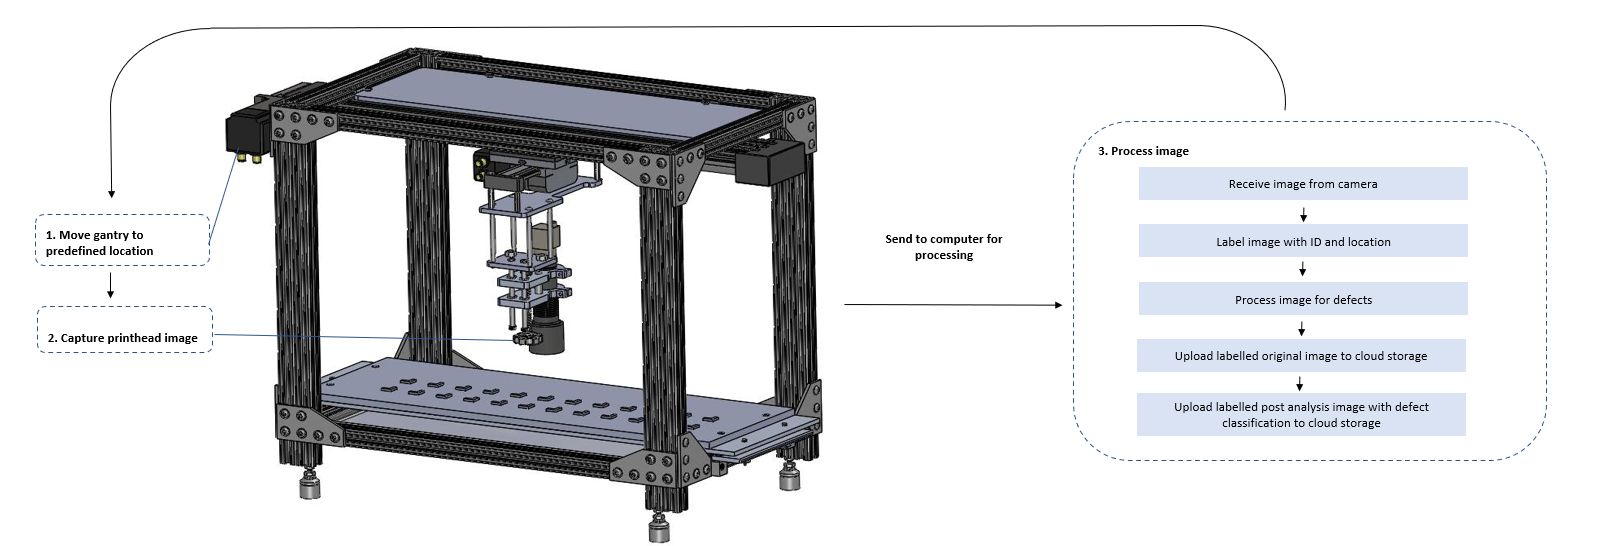 1. Move gantry to
predefined location
2. Capture printhead image
Send to computer for
processing
3. Process image
Receive image from camera
Label image with ID and location
Process image for defects
Upload labelled original image to cloud storage
Upload labelled post analysis image with defect
classification to cloud storage